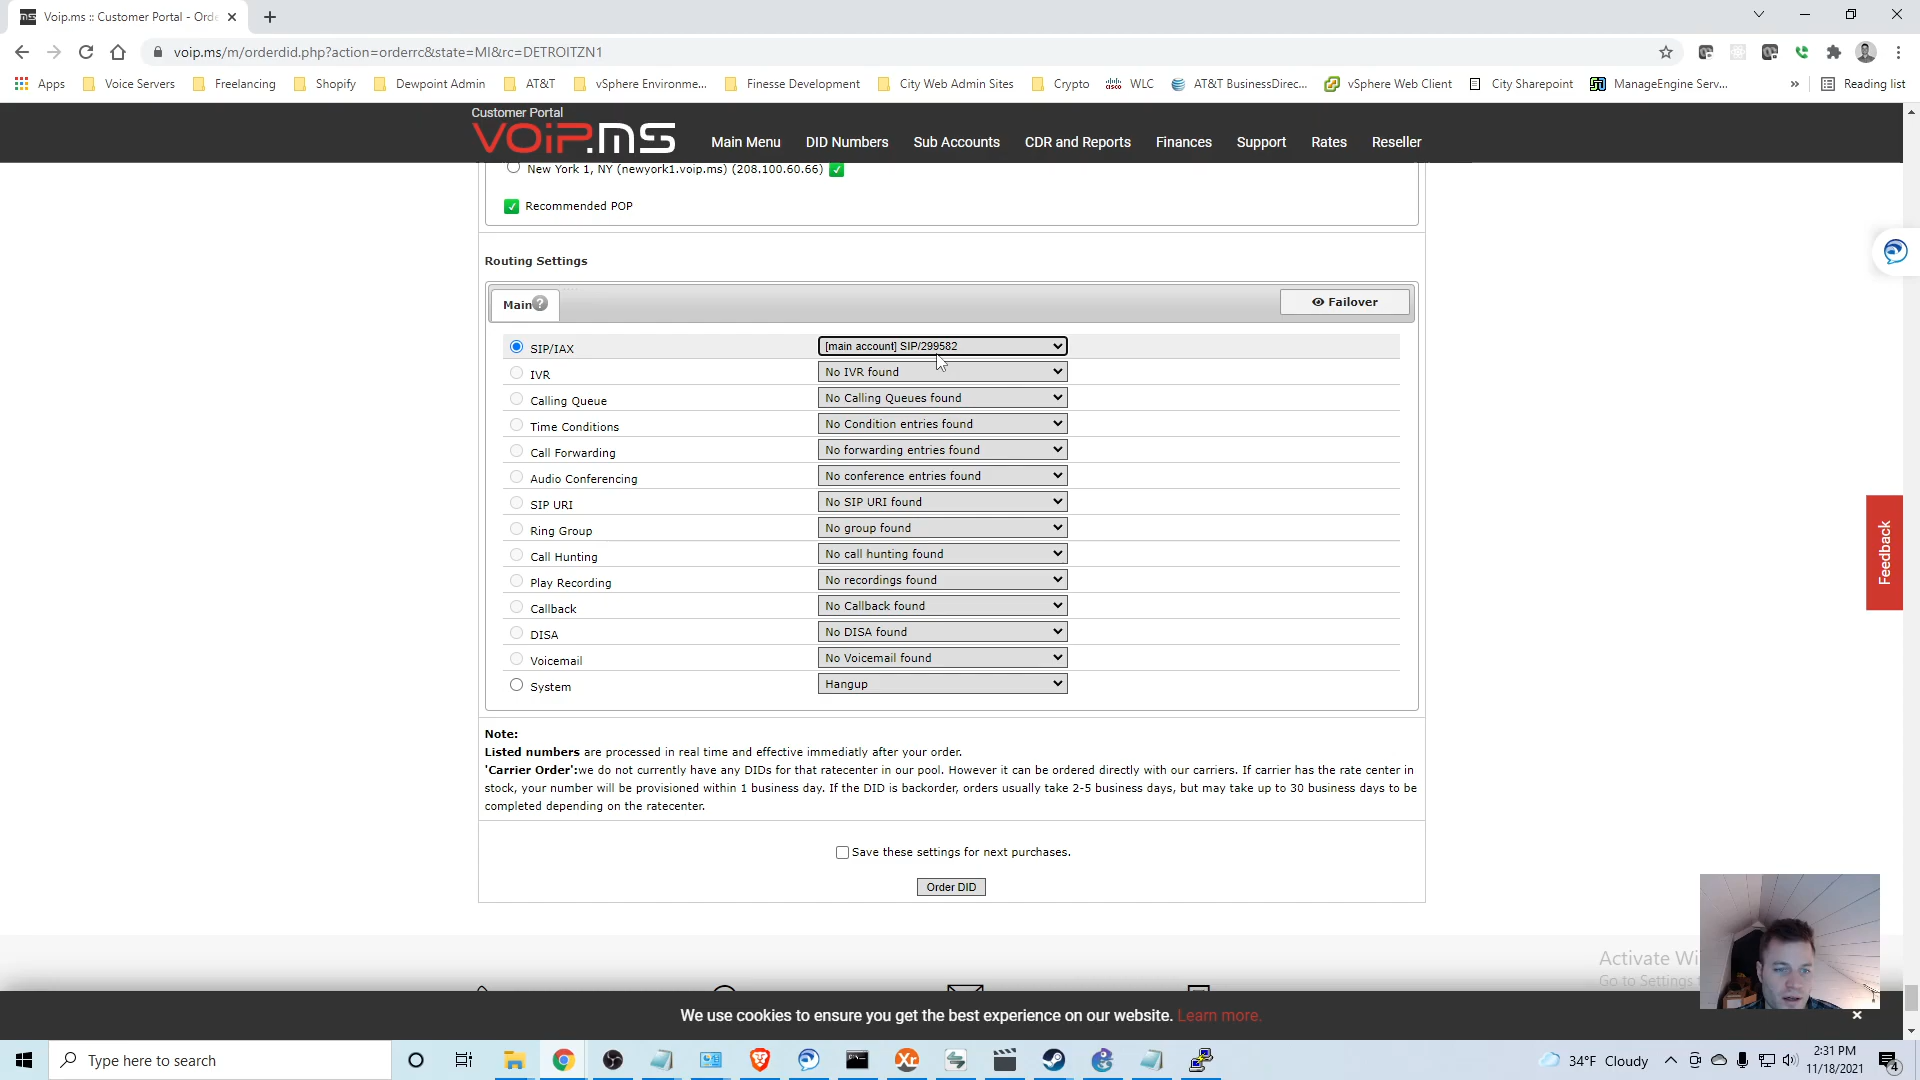 Voip.ms :: Customer Portal - Orde
voip.ms/m/orderdid.php?action=orderrc&state=MI&rc=DETROITZN1
Apps
Voice Servers
Freelancing
Shopify
Dewpoint Admin
AT&T
vSphere Environme...
Finesse Development
City Web Admin Sites
Crypto
WLC
AT&T BusinessDirec...
vSphere Web Client
City Sharepoint
ManageEngine Serv...
»
Reading list
Customer Portal
VOIP.MS
Main Menu
DID Numbers
Sub Accounts
CDR and Reports
Finances
Support
Rates
Reseller
New York 1, NY (newyork1.voip.ms) (208.100.60.66)
Recommended POP
Routing Settings
Main
Failover
SIP/IAX [main account] SIP/299582
IVR No IVR found
Calling Queue No Calling Queues found
Time Conditions No Condition entries found
Call Forwarding No forwarding entries found
Audio Conferencing No conference entries found
SIP URI No SIP URI found
Ring Group No group found
Call Hunting No call hunting found
Play Recording No recordings found
Callback No Callback found
DISA No DISA found
Voicemail No Voicemail found
System Hangup
Note:
Listed numbers are processed in real time and effective immediatly after your order.
'Carrier Order':we do not currently have any DIDs for that ratecenter in our pool. However it can be ordered directly with our carriers. If carrier has the rate center in
stock, your number will be provisioned within 1 business day. If the DID is backorder, orders usually take 2-5 business days, but may take up to 30 business days to be
completed depending on the ratecenter.
Save these settings for next purchases.
Order DID
Feedback
Activate Wi
Go to Settings
We use cookies to ensure you get the best experience on our website. Learn more.
Type here to search
34°F Cloudy
2:31 PM
11/18/2021
4